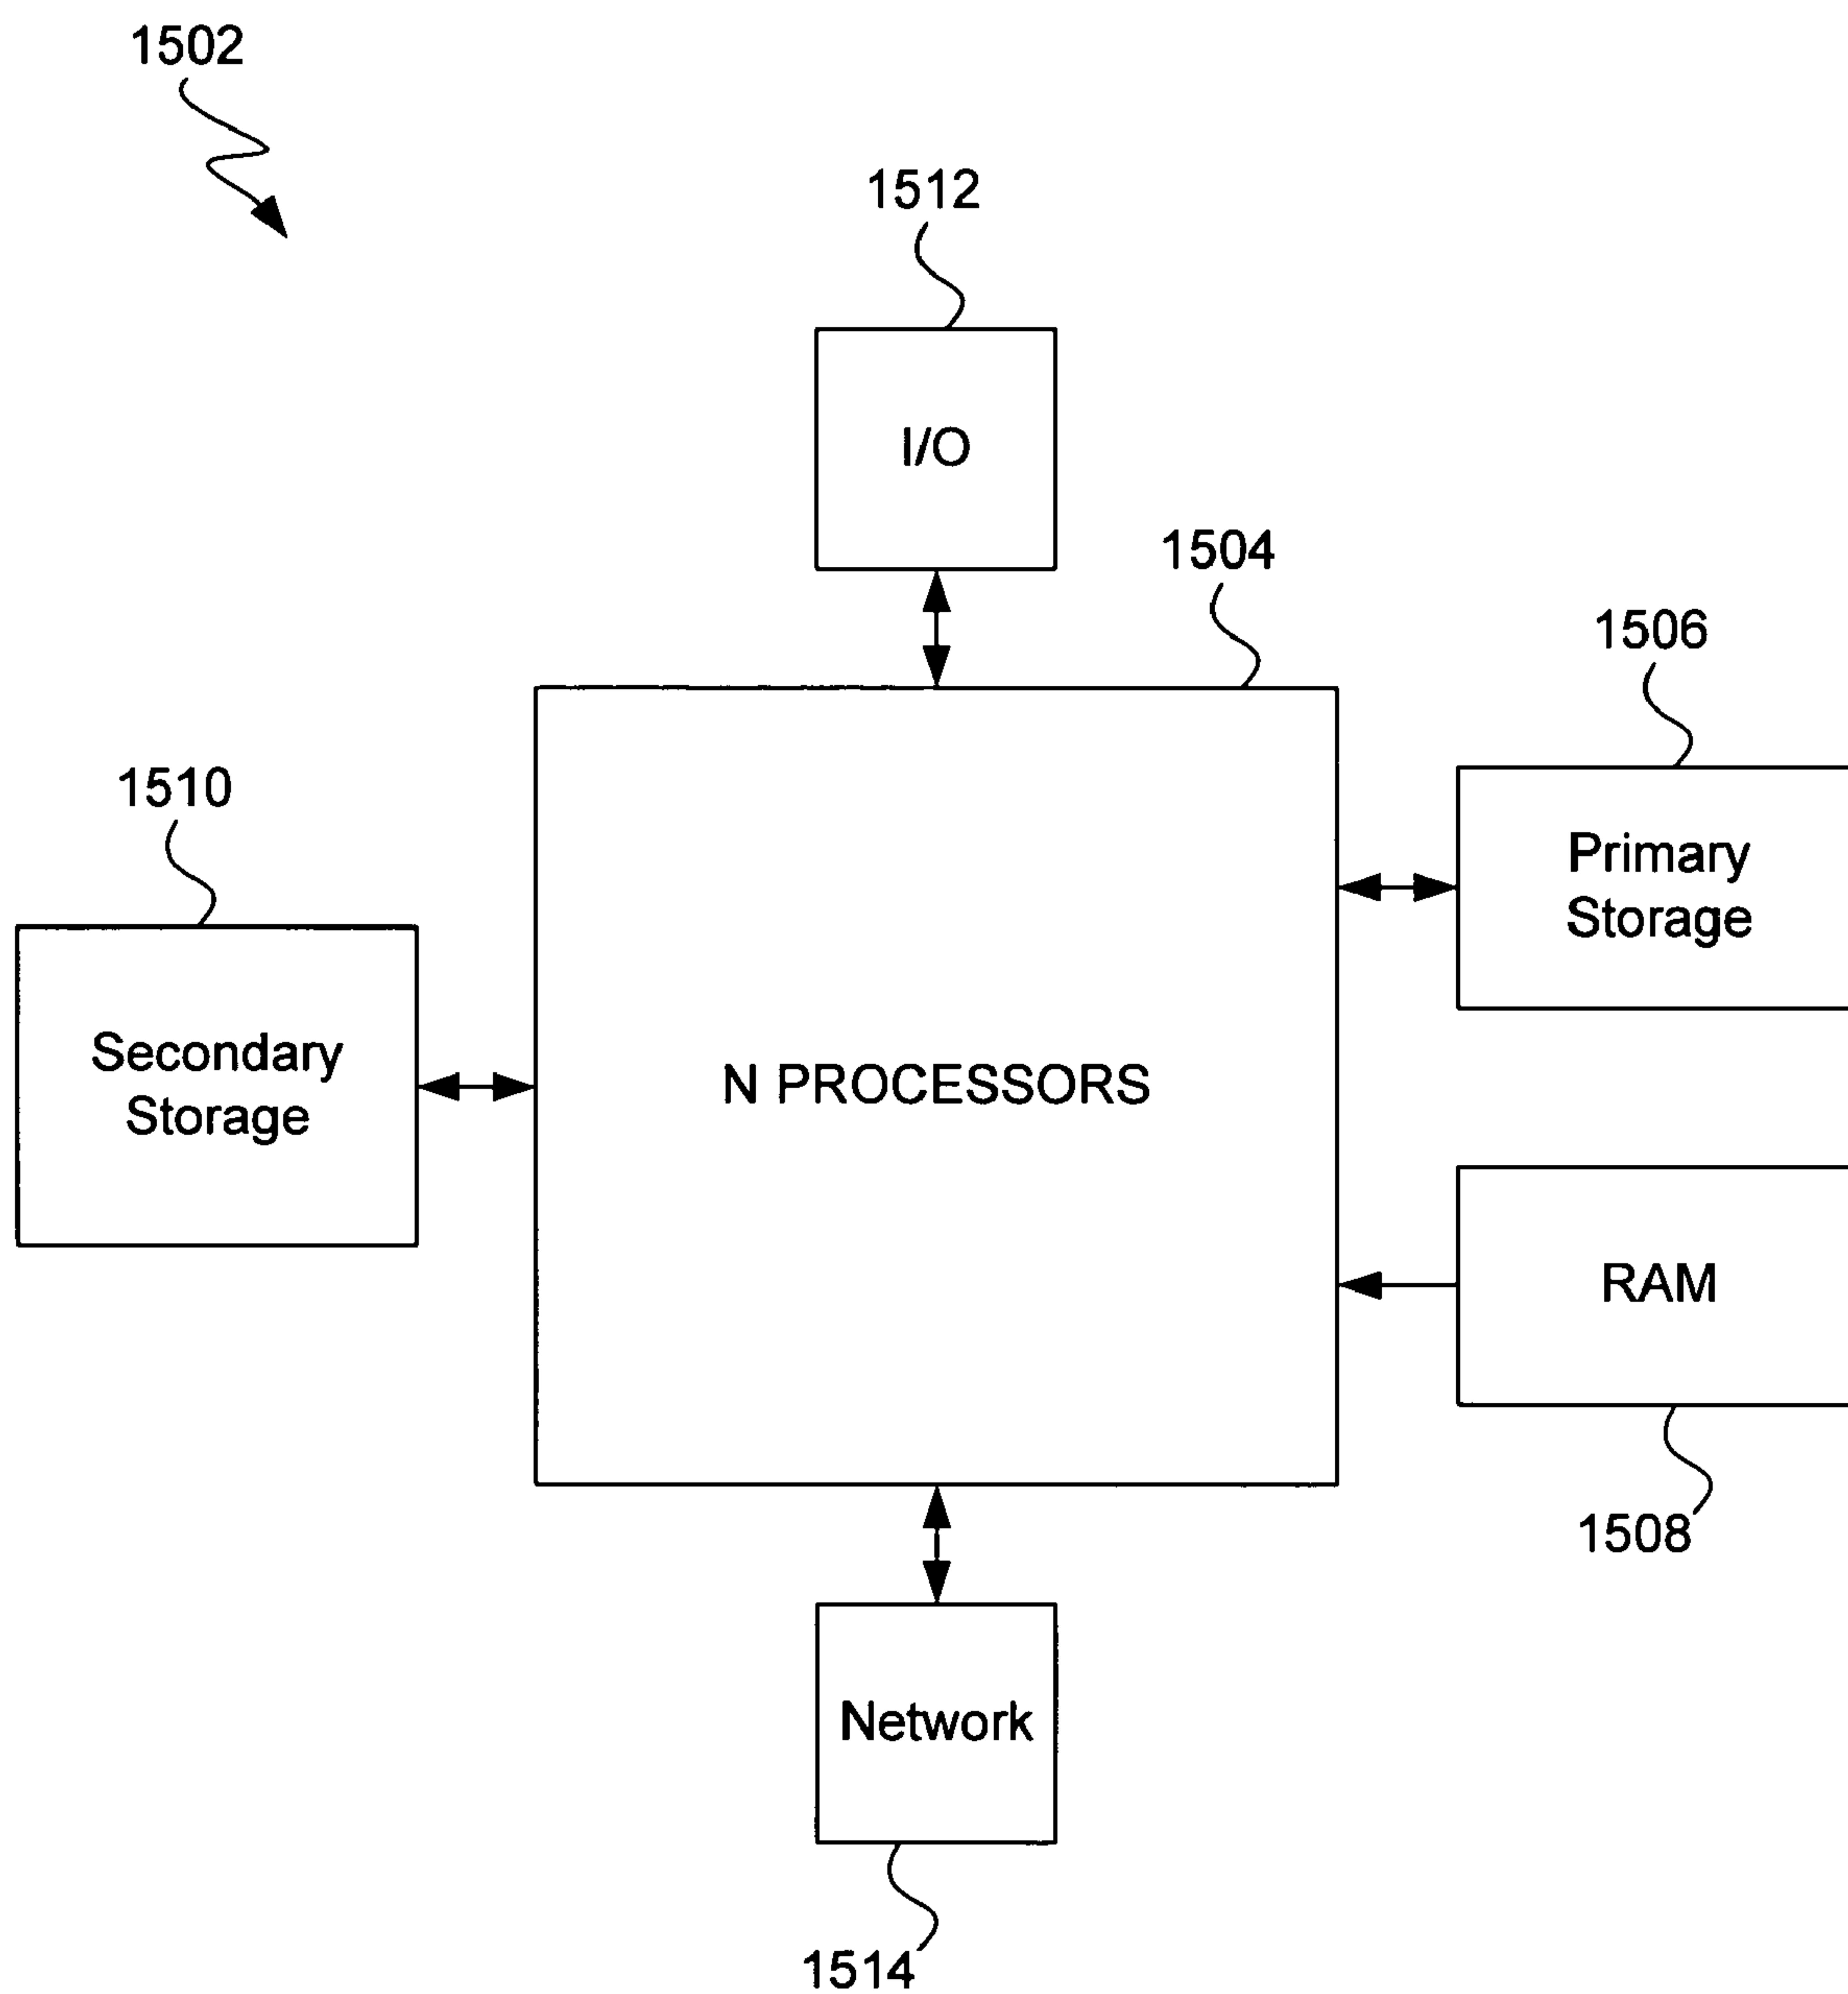 1502
1512
I/O
1504
1506
1510
Primary
Storage
Secondary
Storage
N PROCESSORS
RAM
1508
Network
1514